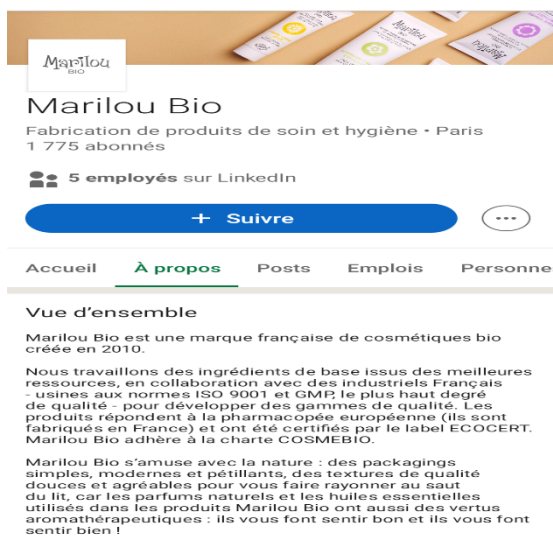 Marilou
BIO
Marilou Bio
Fabrication de produits de soin et hygiène • Paris
1 775 abonnés
5 employés sur LinkedIn
+ Suivre
Accueil À propos Posts Emplois Personne
Vue d'ensemble
Marilou Bio est une marque française de cosmétiques bio
créée en 2010.
Nous travaillons des ingrédients de base issus des meilleures
ressources, en collaboration avec des industriels Français
- usines aux normes ISO 9001 et GMP, le plus haut degré
de qualité - pour développer des gammes de qualité. Les
produits répondent à la pharmacopée européenne (ils sont
fabriqués en France) et ont été certifiés par le label ECOCERT.
Marilou Bio adhère à la charte COSMEBIO.
Marilou Bio s'amuse avec la nature : des packagings
simples, modernes et pétillants, des textures de qualité
douces et agréables pour vous faire rayonner au saut
du lit, car les parfums naturels et les huiles essentielles
utilisés dans les produits Marilou Bio ont aussi des vertus
aromathérapeutiques : ils vous font sentir bon et ils vous font
sentir bien !